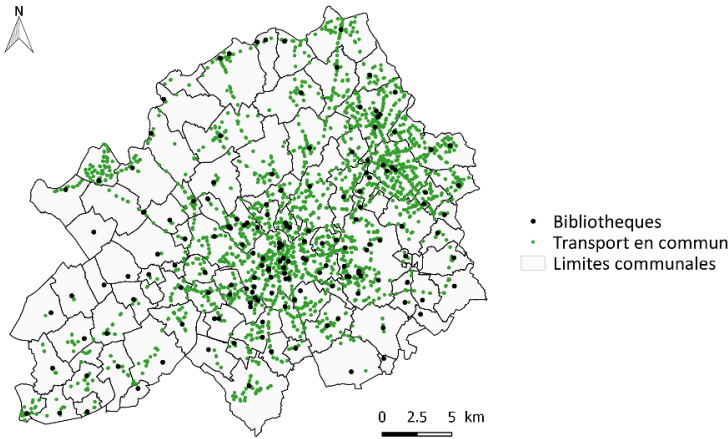 N
Bibliotheques
Transport en commun
Limites communales
0 2.5 5 km